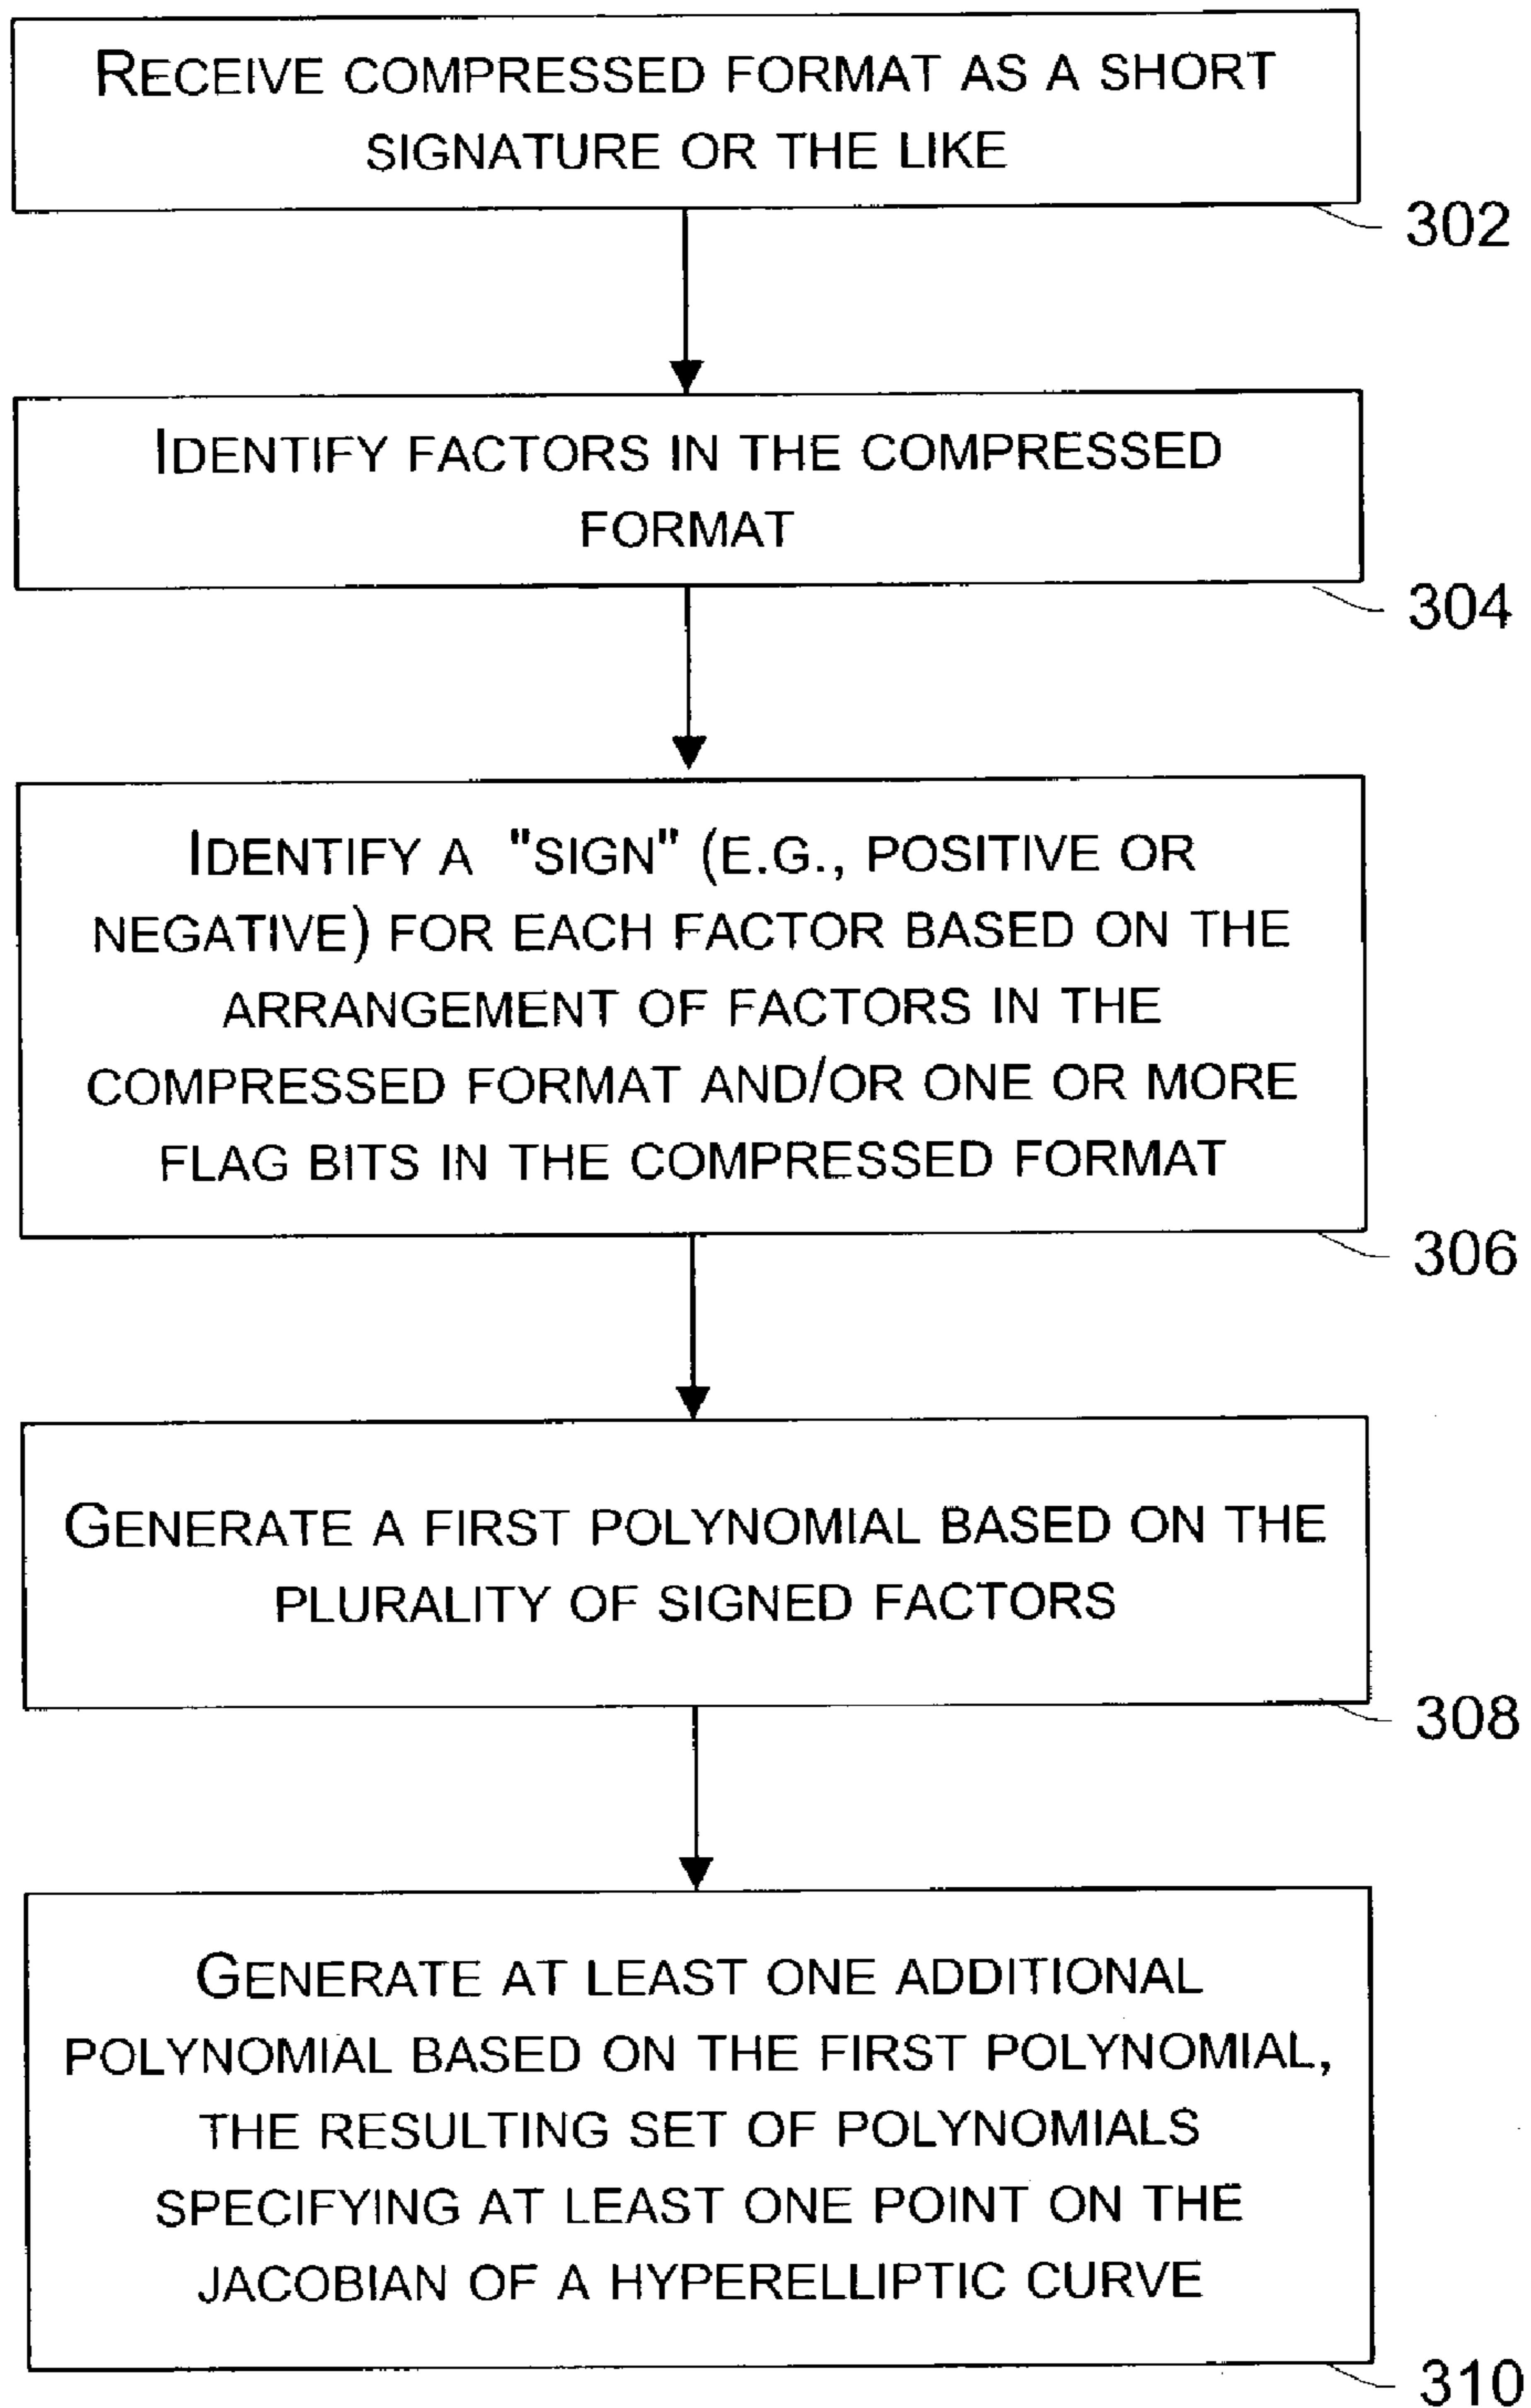 RECEIVE COMPRESSED FORMAT AS A SHORT
SIGNATURE OR THE LIKE
302
IDENTIFY FACTORS IN THE COMPRESSED
FORMAT
304
IDENTIFY A "SIGN" (E.G., POSITIVE OR
NEGATIVE) FOR EACH FACTOR BASED ON THE
ARRANGEMENT OF FACTORS IN THE
COMPRESSED FORMAT AND/OR ONE OR MORE
FLAG BITS IN THE COMPRESSED FORMAT
306
GENERATE A FIRST POLYNOMIAL BASED ON THE
PLURALITY OF SIGNED FACTORS
308
GENERATE AT LEAST ONE ADDITIONAL
POLYNOMIAL BASED ON THE FIRST POLYNOMIAL,
THE RESULTING SET OF POLYNOMIALS
SPECIFYING AT LEAST ONE POINT ON THE
JACOBIAN OF A HYPERELLIPTIC CURVE
310